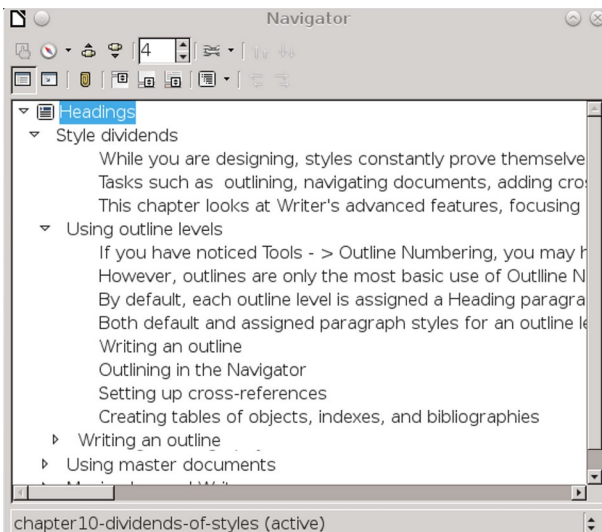 Navigator
4
Headings
Style dividends
While you are designing, styles constantly prove themselve
Tasks such as outlining, navigating documents, adding cros
This chapter looks at Writer's advanced features, focusing
Using outline levels
If you have noticed Tools - > Outline Numbering, you may h
However, outlines are only the most basic use of Outlline N
By default, each outline level is assigned a Heading paragra
Both default and assigned paragraph styles for an outline le
Writing an outline
Outlining in the Navigator
Setting up cross-references
Creating tables of objects, indexes, and bibliographies
Writing an outline
Using master documents
chapter10-dividends-of-styles (active)